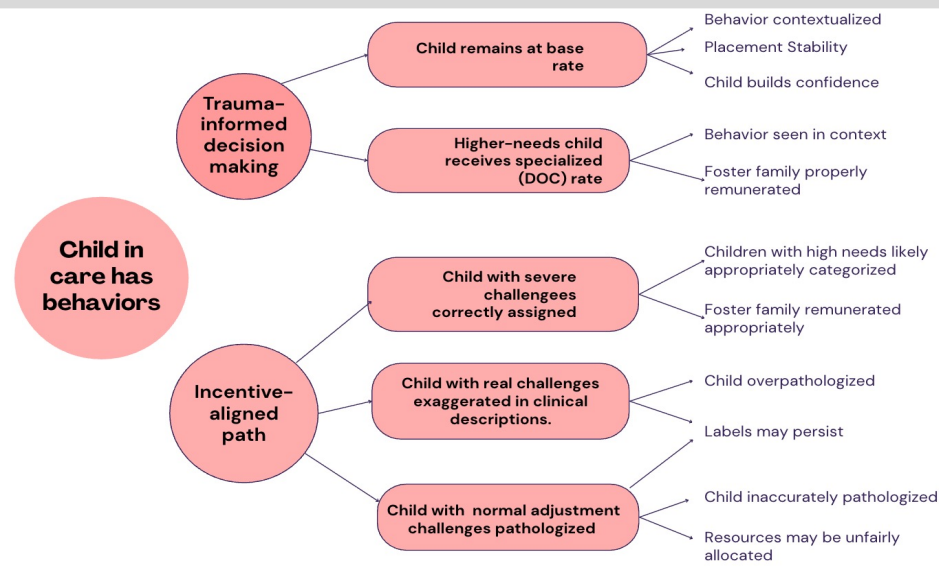 Child in
care has
behaviors
Trauma-
informed
decision
making
Child remains at base
rate
Behavior contextualized
Placement Stability
Child builds confidence
Higher-needs child
receives specialized
(DOC) rate
Behavior seen in context
Foster family properly
remunerated
Incentive-
aligned
path
Child with severe
challengees
correctly assigned
Children with high needs likely
appropriately categorized
Foster family remunerated
appropriately
Child with real challenges
exaggerated in clinical
descriptions.
Child overpathologized
Labels may persist
Child with normal adjustment
challenges pathologized
Child inaccurately pathologized
Resources may be unfairly
allocated